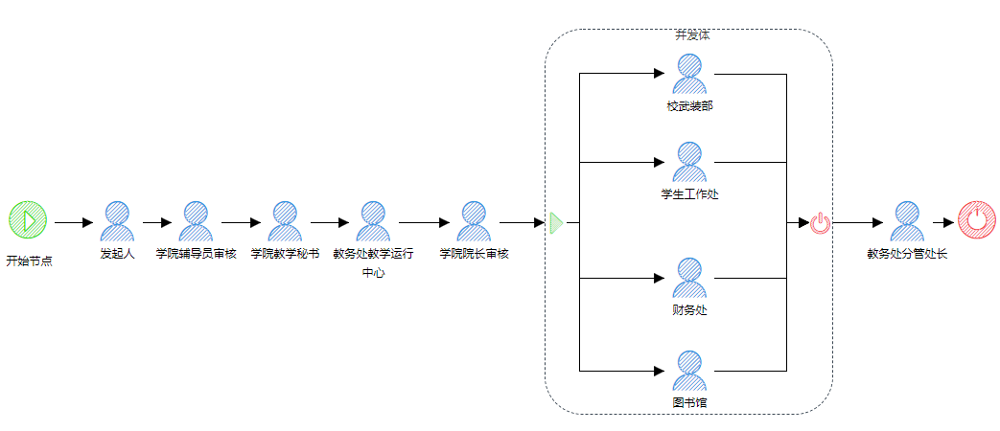 并发体
校武装部
学生工作处
开始节点
发起人
学院辅导员审核
学院教学秘书
教务处教学运行
中心
学院院长审核
教务处分管处长
财务处
图书馆